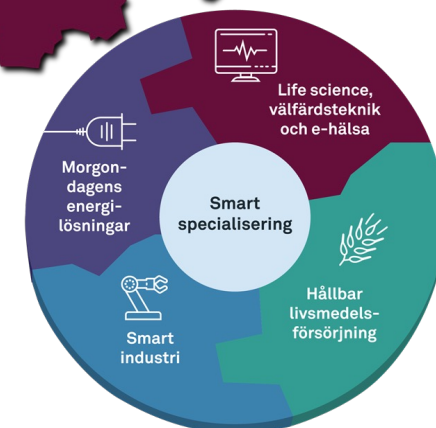 Life science,
välfärdsteknik
och e-hälsa
Morgon-
dagens
energi-
lösningar
Smart
specialisering
Hållbar
livsmedels-
försörjning
Smart
industri